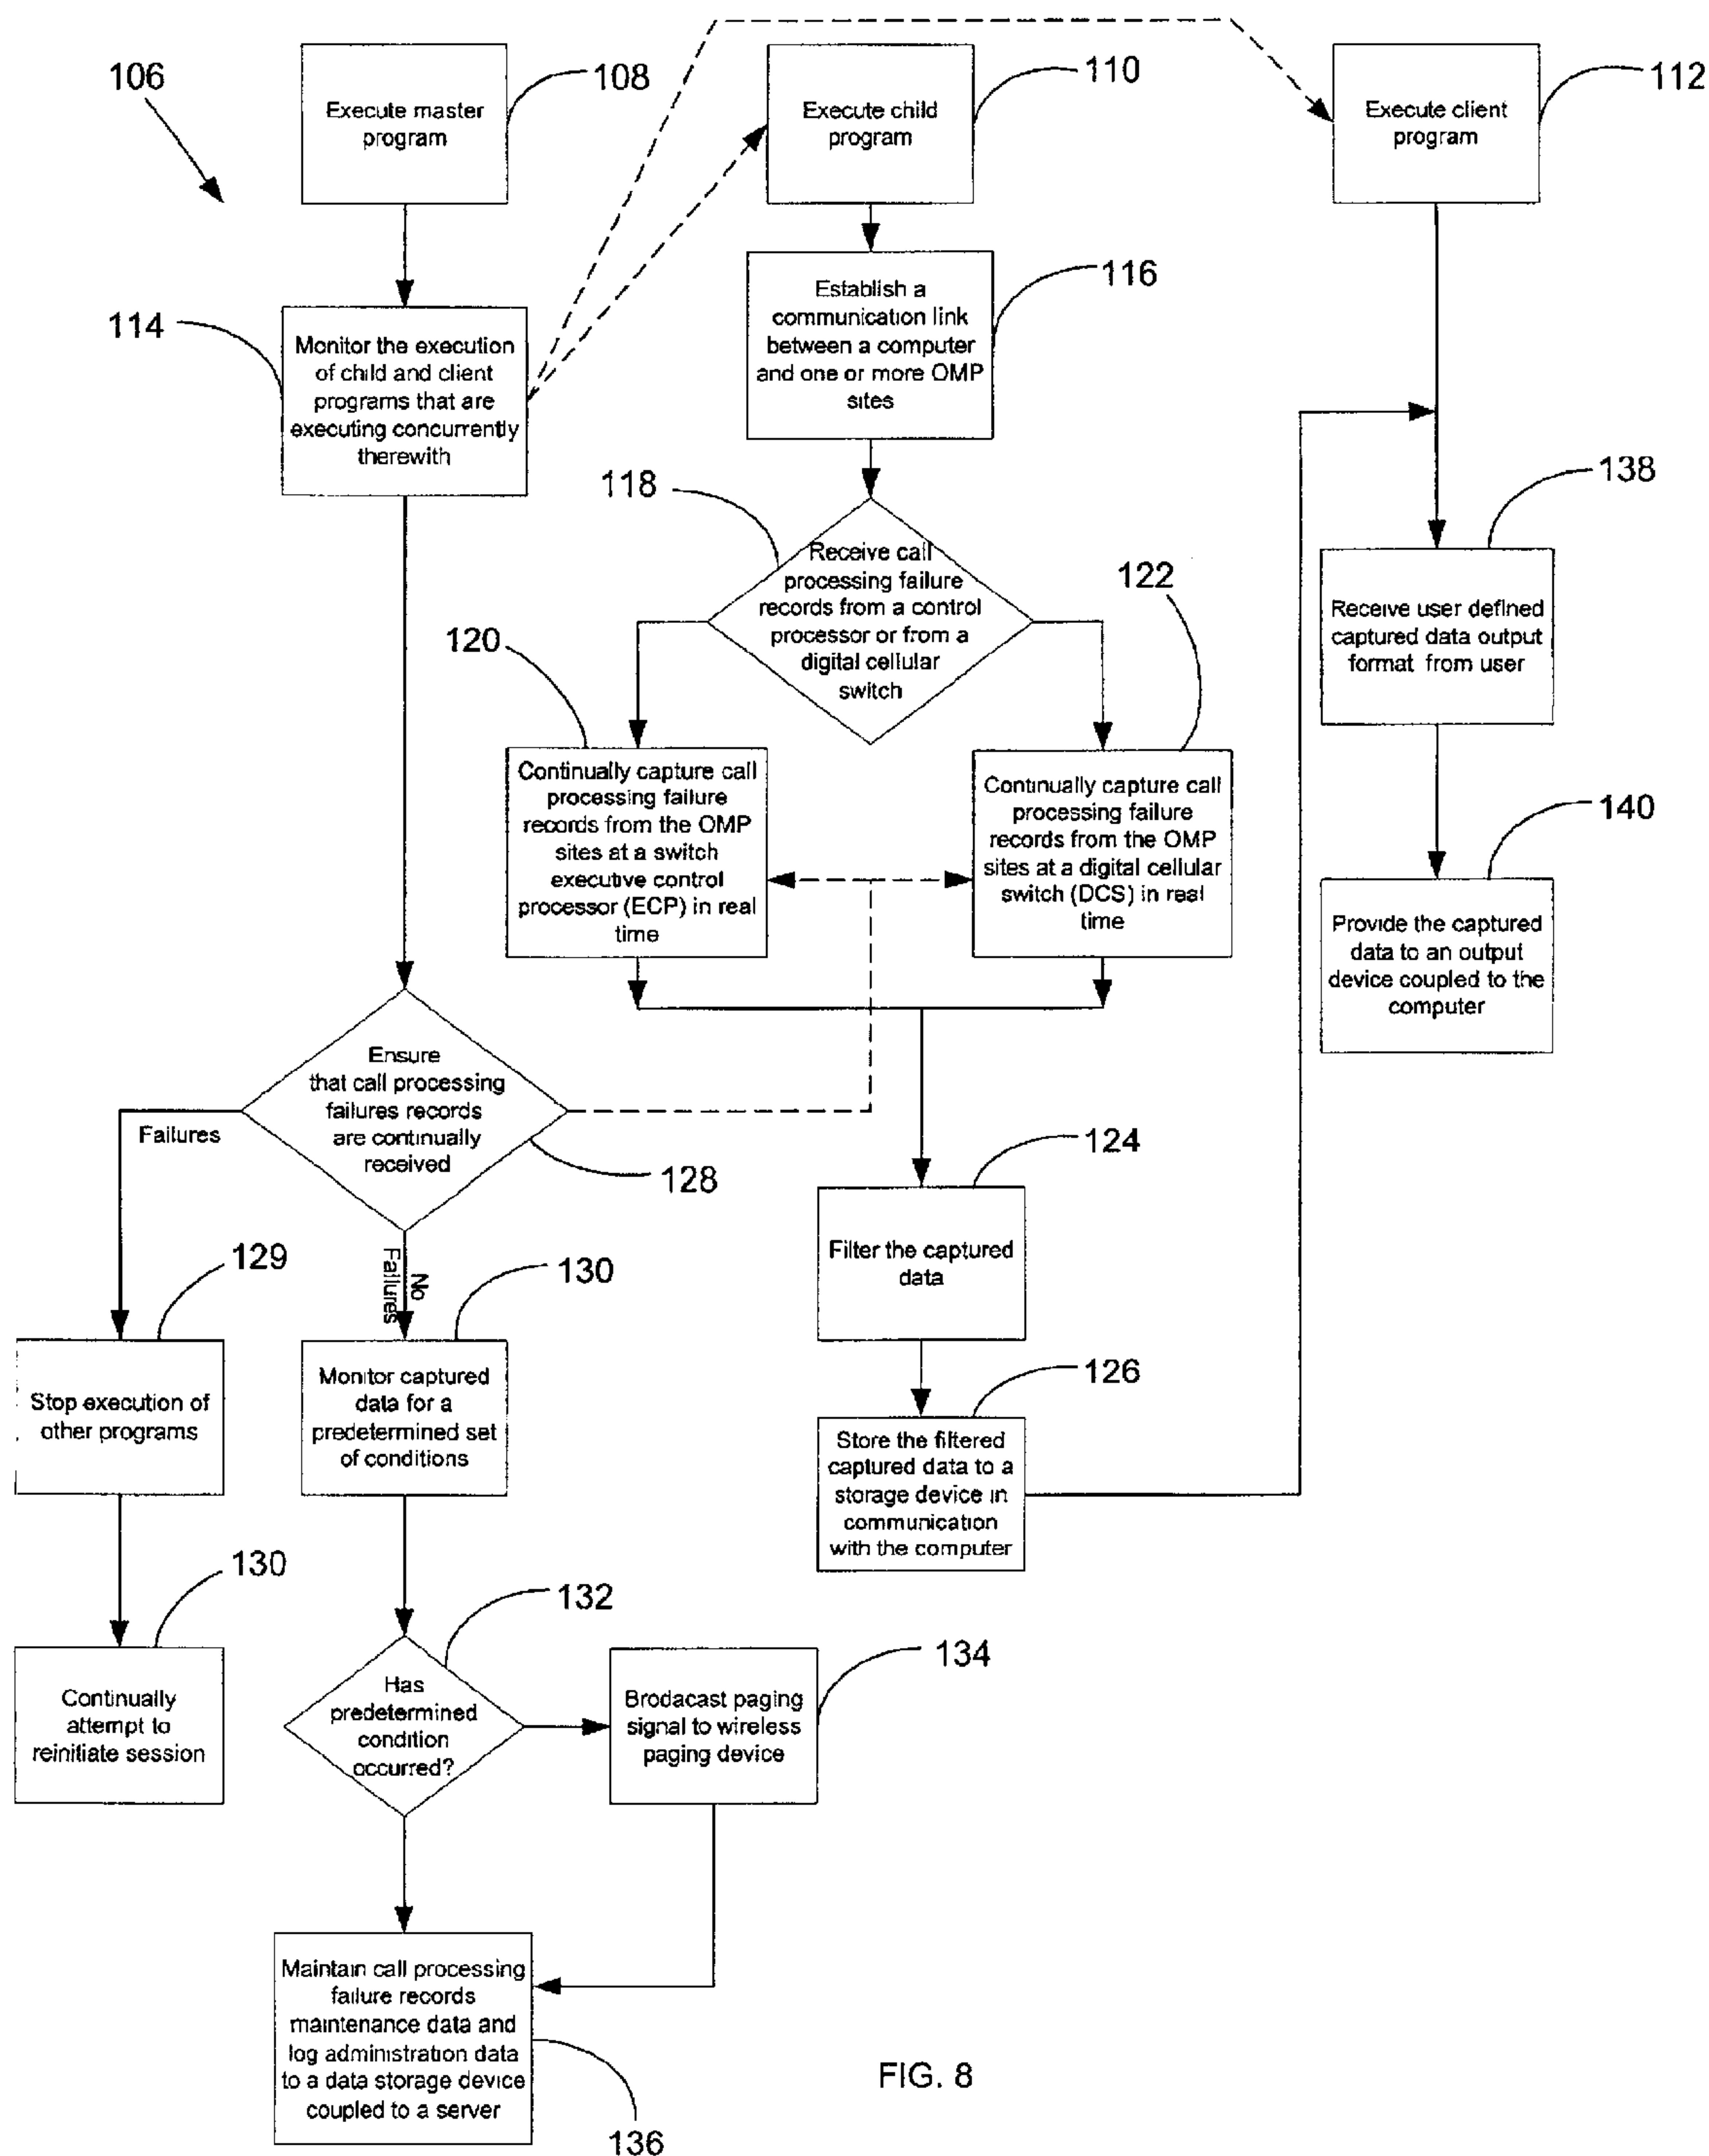 106
Execute master
program
108
Execute child
program
110
Execute client
program
112
114
Monitor the execution
of child and client
programs that are
executing concurrently
therewith
Establish a
communication link
between a computer
and one or more OMP
sites
116
118
Receive call
processing failure
records from a control
processor or from a
digital cellular
switch
120
Continually capture call
processing failure
records from the OMP
sites at a switch
executive control
processor (ECP) in real
time
122
Continually capture call
processing failure
records from the OMP
sites at a digital cellular
switch (DCS) in real
time
138
Receive user defined
captured data output
format from user
140
Provide the captured
data to an output
device coupled to the
computer
Ensure
that call processing
failures records
are continually
received
128
Failures
No
Failures
124
Filter the captured
data
126
Store the filtered
captured data to a
storage device in
communication
with the computer
129
Stop execution of
other programs
130
Monitor captured
data for a
predetermined set
of conditions
130
Continually
attempt to
reinitiate session
132
Has
predetermined
condition
occurred?
134
Brodacast paging
signal to wireless
paging device
Maintain call processing
failure records
maintenance data and
log administration data
to a data storage device
coupled to a server
136
FIG. 8